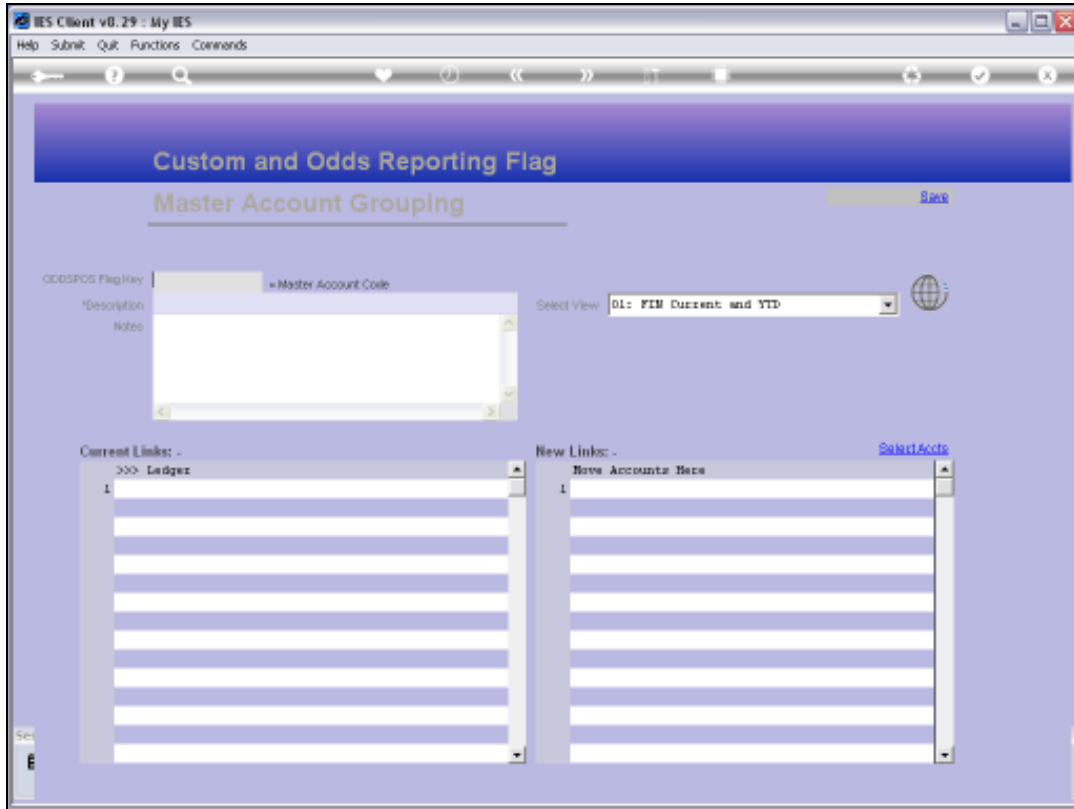 IES Client v8.29 : My IES
Help Submit Quit Functions Commands
Custom and Odds Reporting Flag
Master Account Grouping
Save
ODDSPOS Flag Key
= Master Account Code
*Description
Select View 01: FIN Current and YTD
Notes
Current Links: -
New Links: -
Select Accts
>>> Ledger
Move Accounts Here
1
1